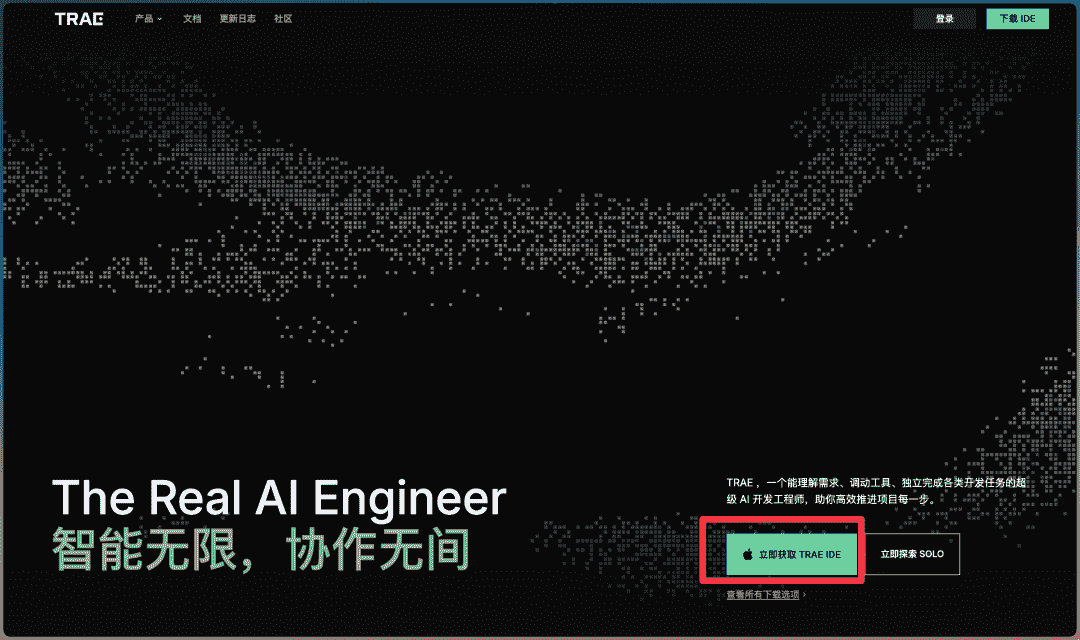 TRAE
产品 文档 更新日志 社区
登录
下载 IDE
The Real AI Engineer
智能无限，协作无间
TRAE ，一个能理解需求、调动工具、独立完成各类开发任务的超
级 AI 开发工程师，助你高效推进项目每一步。
立即获取 TRAE IDE
立即探索 SOLO
查看所有下载选项 ›